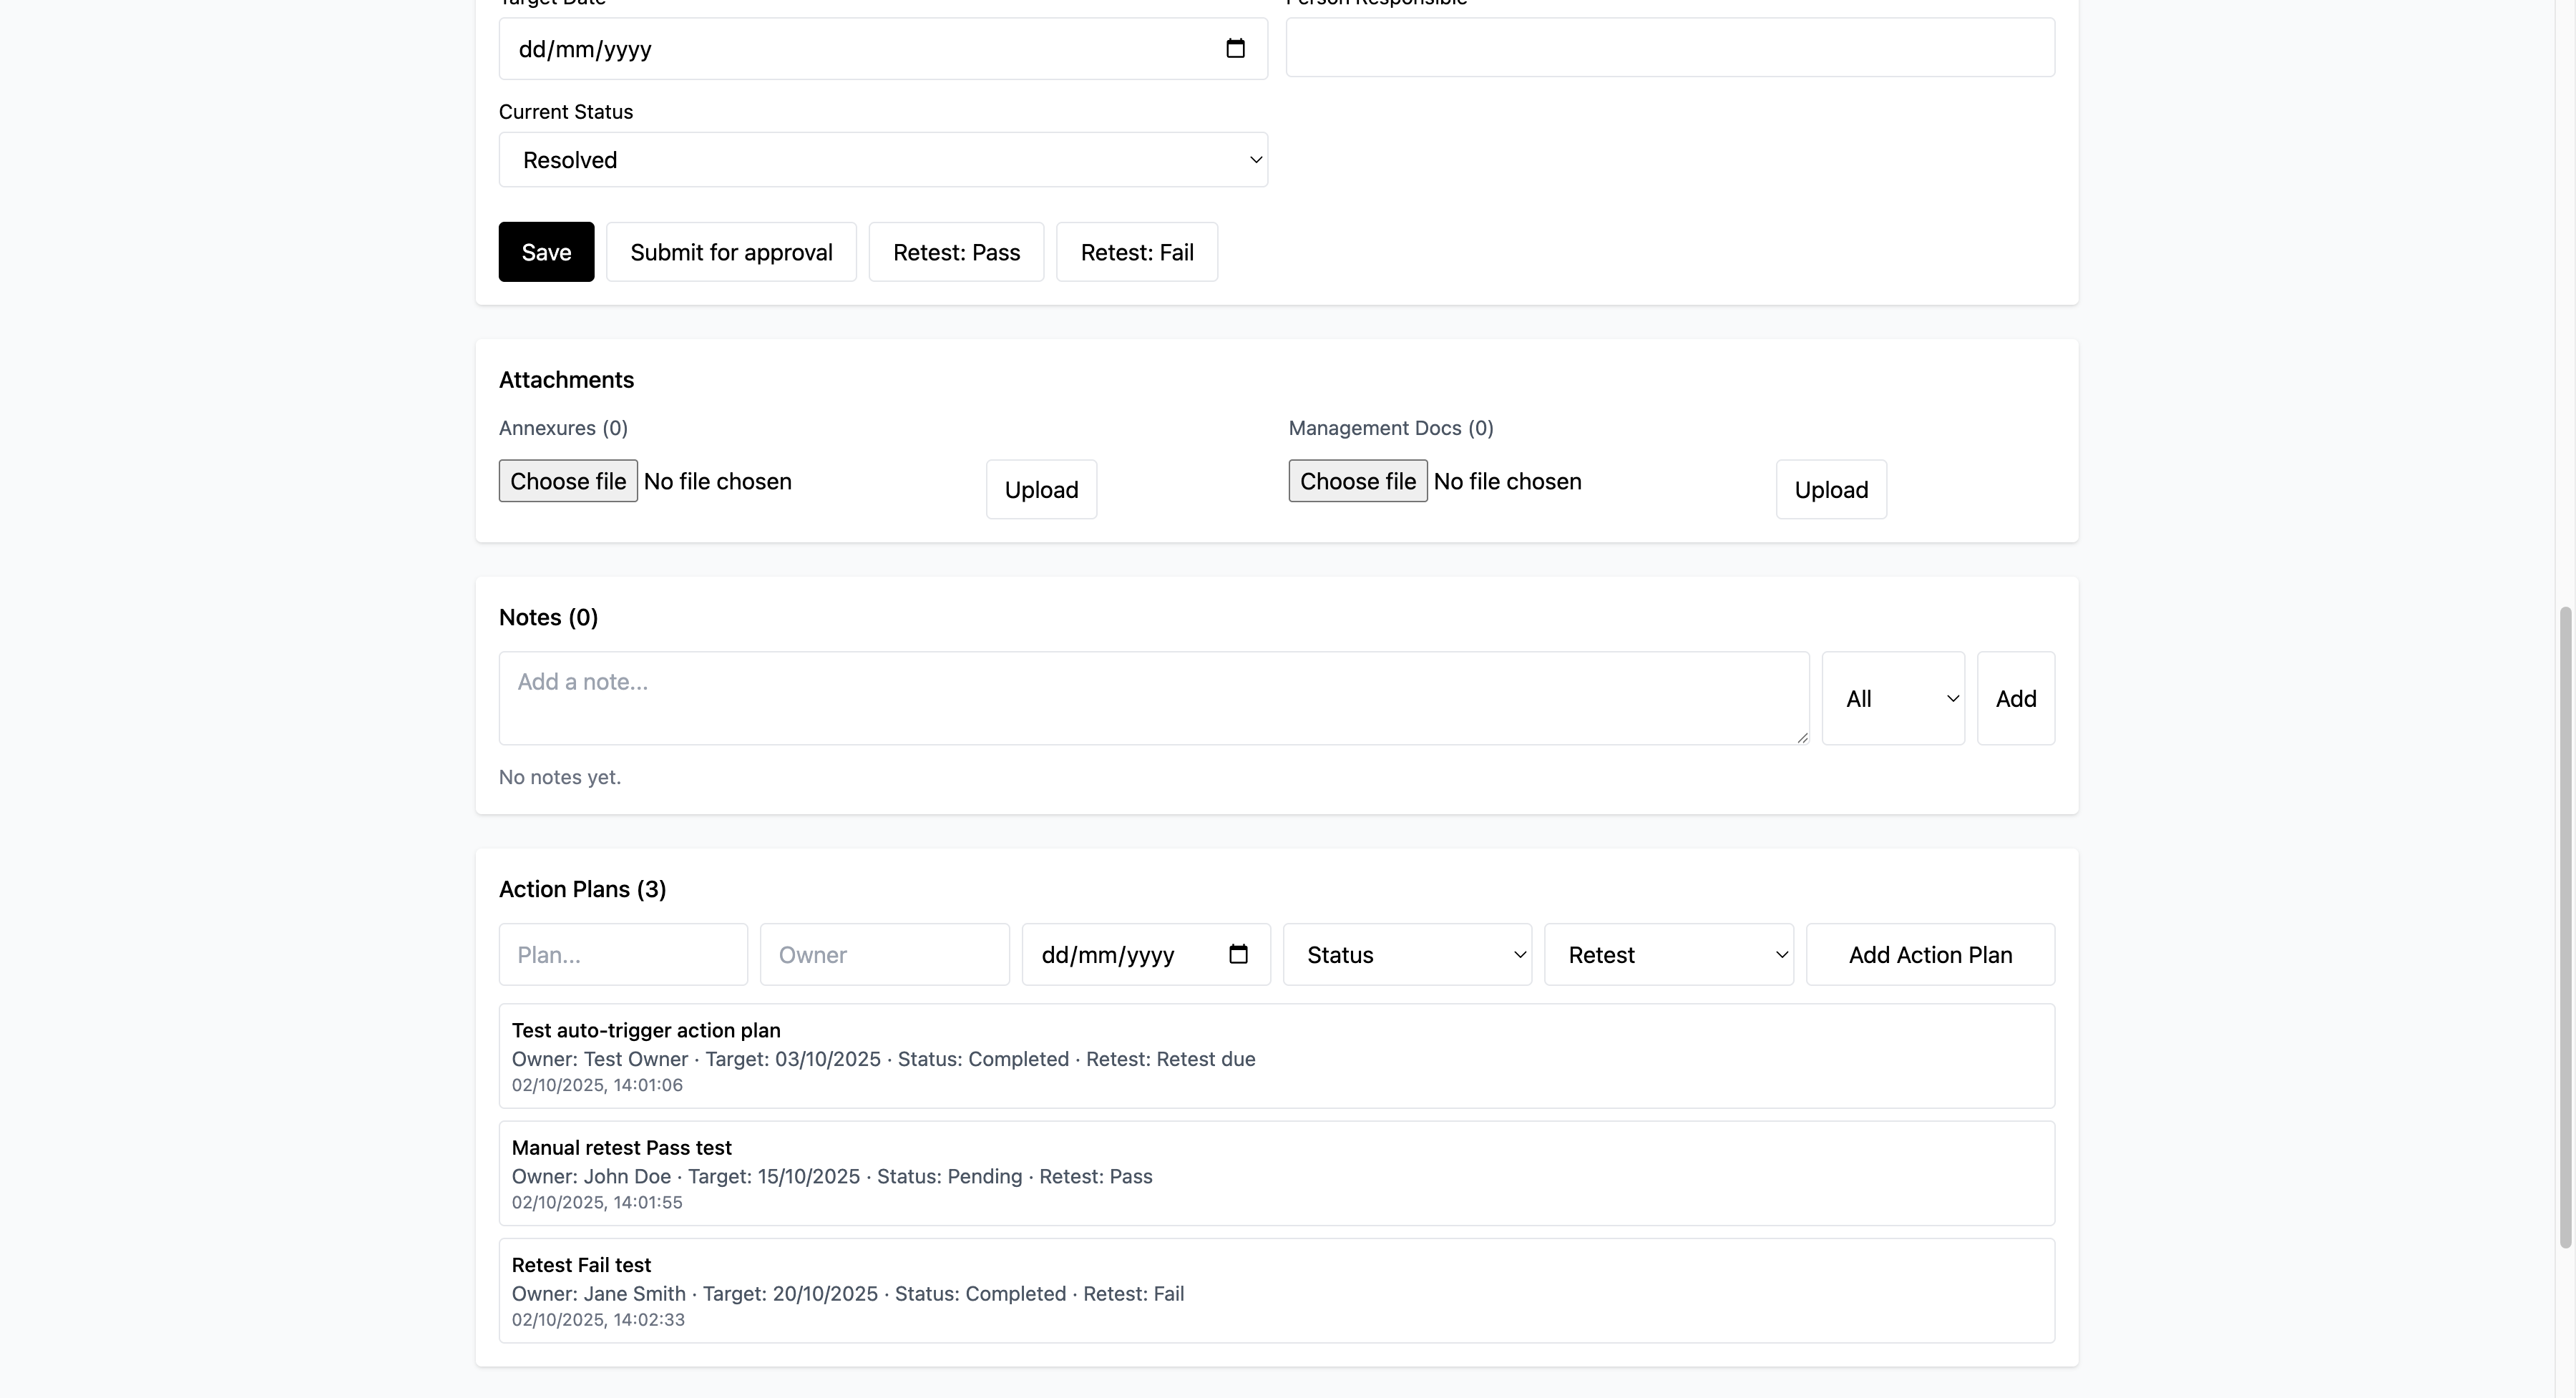 Target Date
Person Responsible
dd/mm/yyyy
Current Status
Resolved
Save
Submit for approval
Retest: Pass
Retest: Fail
Attachments
Annexures (0)
Management Docs (0)
Choose file No file chosen
Upload
Choose file No file chosen
Upload
Notes (0)
Add a note...
All
Add
No notes yet.
Action Plans (3)
Plan...
Owner
dd/mm/yyyy
Status
Retest
Add Action Plan
Test auto-trigger action plan
Owner: Test Owner · Target: 03/10/2025 · Status: Completed · Retest: Retest due
02/10/2025, 14:01:06
Manual retest Pass test
Owner: John Doe · Target: 15/10/2025 · Status: Pending · Retest: Pass
02/10/2025, 14:01:55
Retest Fail test
Owner: Jane Smith · Target: 20/10/2025 · Status: Completed · Retest: Fail
02/10/2025, 14:02:33